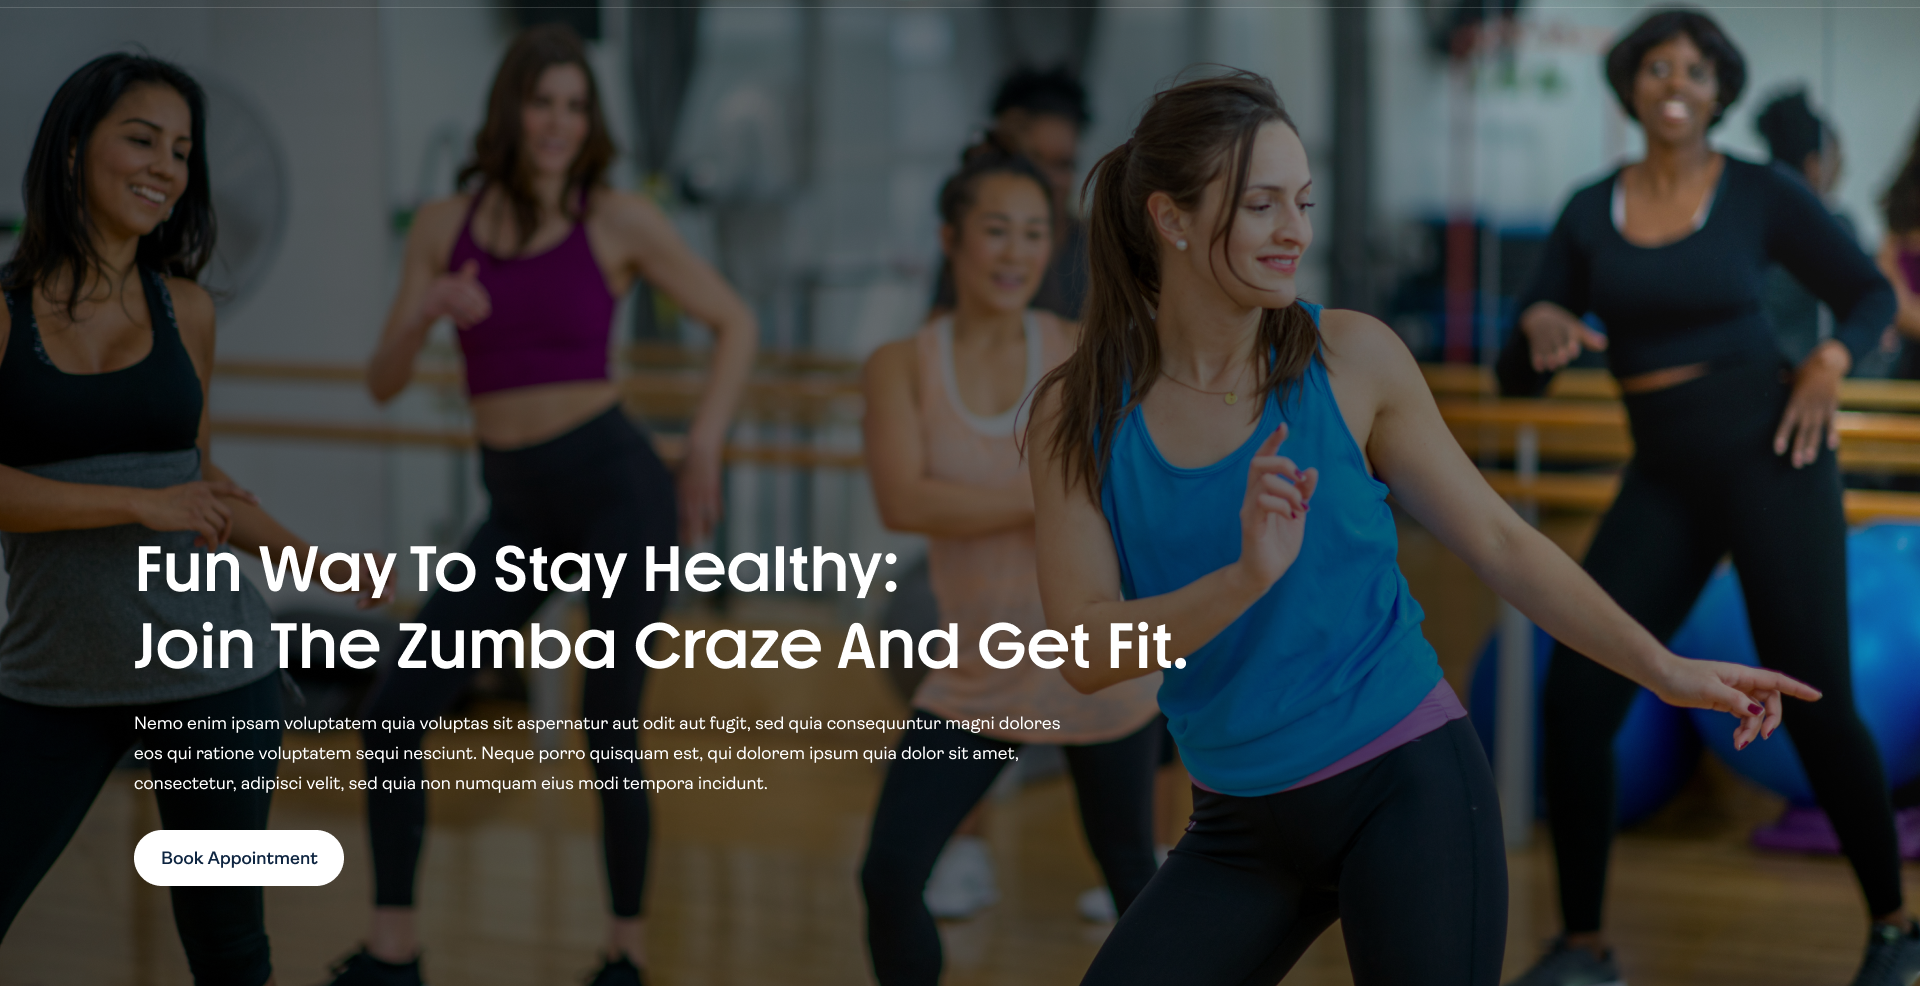 Fun Way To Stay Healthy:
Join The Zumba Craze And Get Fit.
Nemo enim ipsam voluptatem quia voluptas sit aspernatur aut odit aut fugit, sed quia consequuntur magni dolores
eos qui ratione voluptatem sequi nesciunt. Neque porro quisquam est, qui dolorem ipsum quia dolor sit amet,
consectetur, adipisci velit, sed quia non numquam eius modi tempora incidunt.
Book Appointment